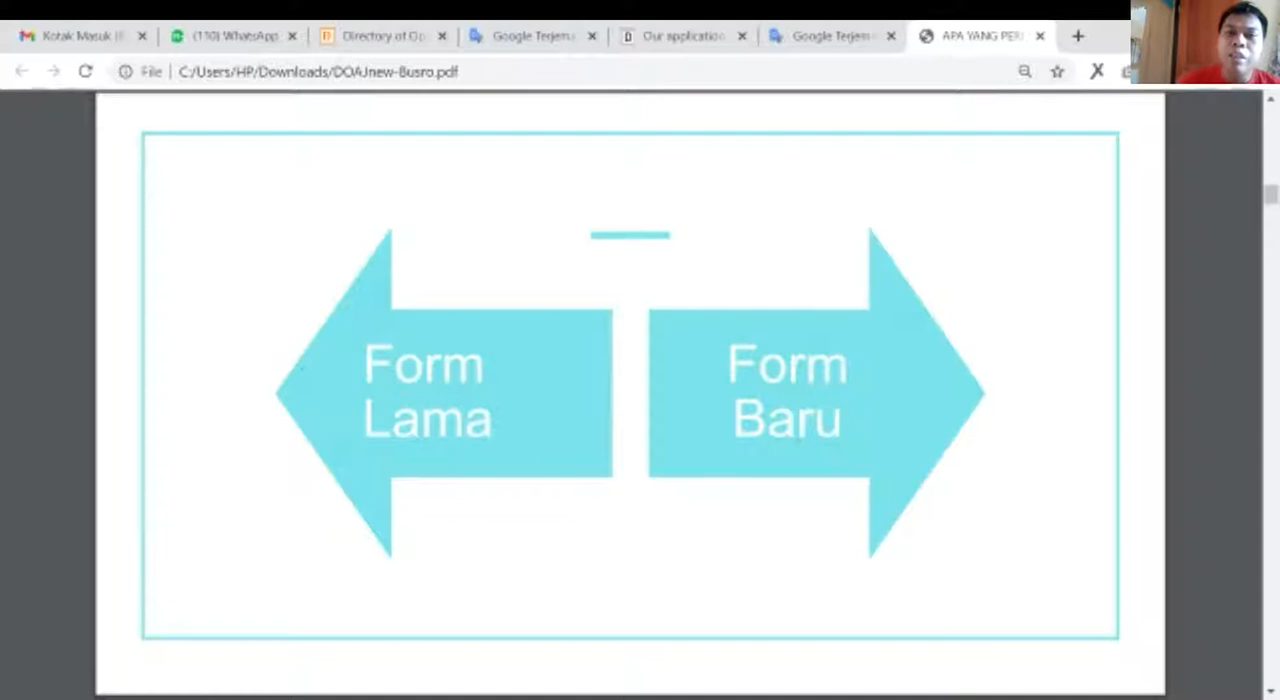 Kotak Masuk
(110) WhatsApp
Directory of Op
Google Terjem
Our application
Google Terjem
APA YANG PER
File
C:/Users/HP/Downloads/DOAJnew-Busro.pdf
Form
Lama
Form
Baru